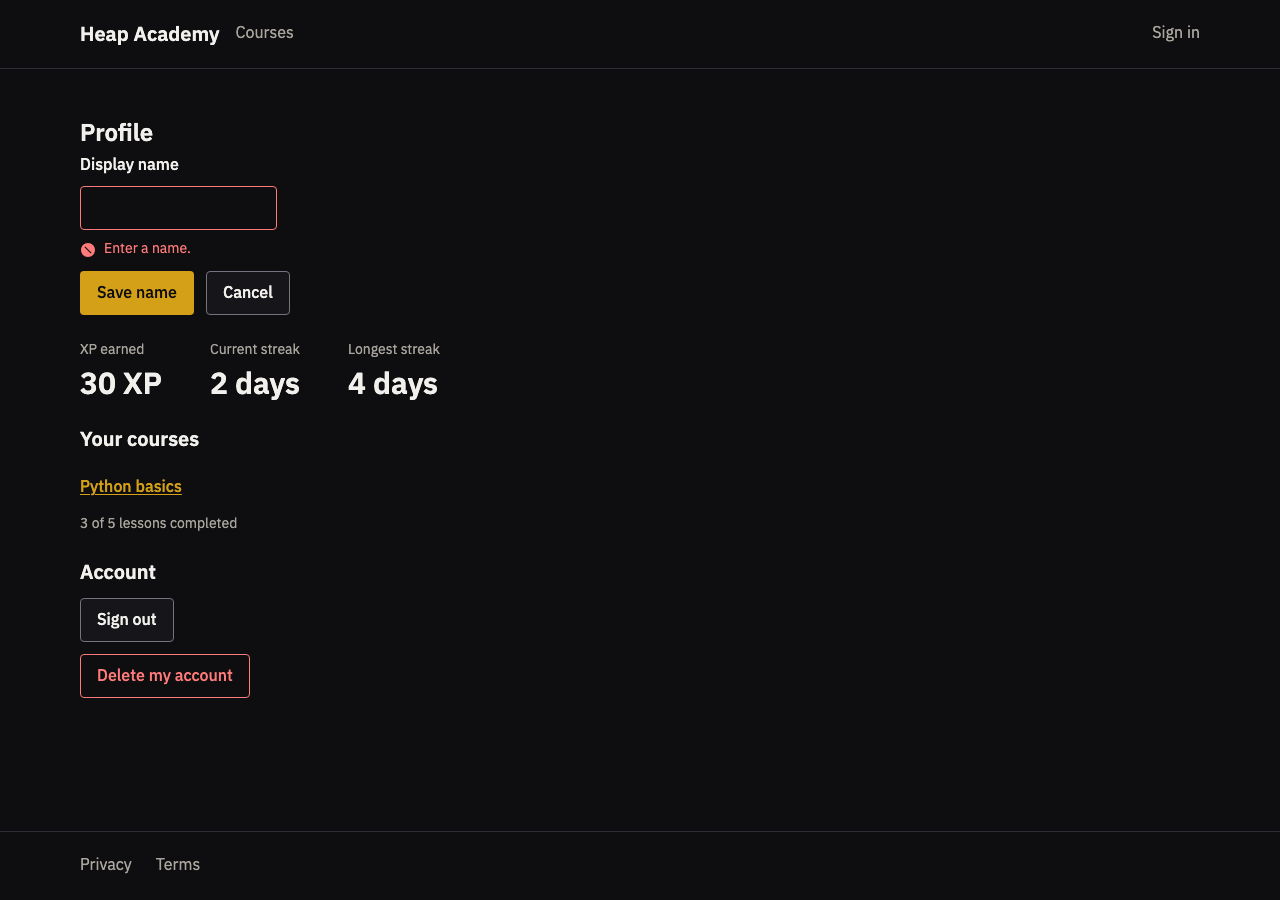 Heap Academy Courses Sign in
Profile
Display name
Enter a name.
Save name Cancel
XP earned Current streak Longest streak
30 XP 2 days 4 days
Your courses
Python basics
3 of 5 lessons completed
Account
Sign out
Delete my account
Privacy Terms